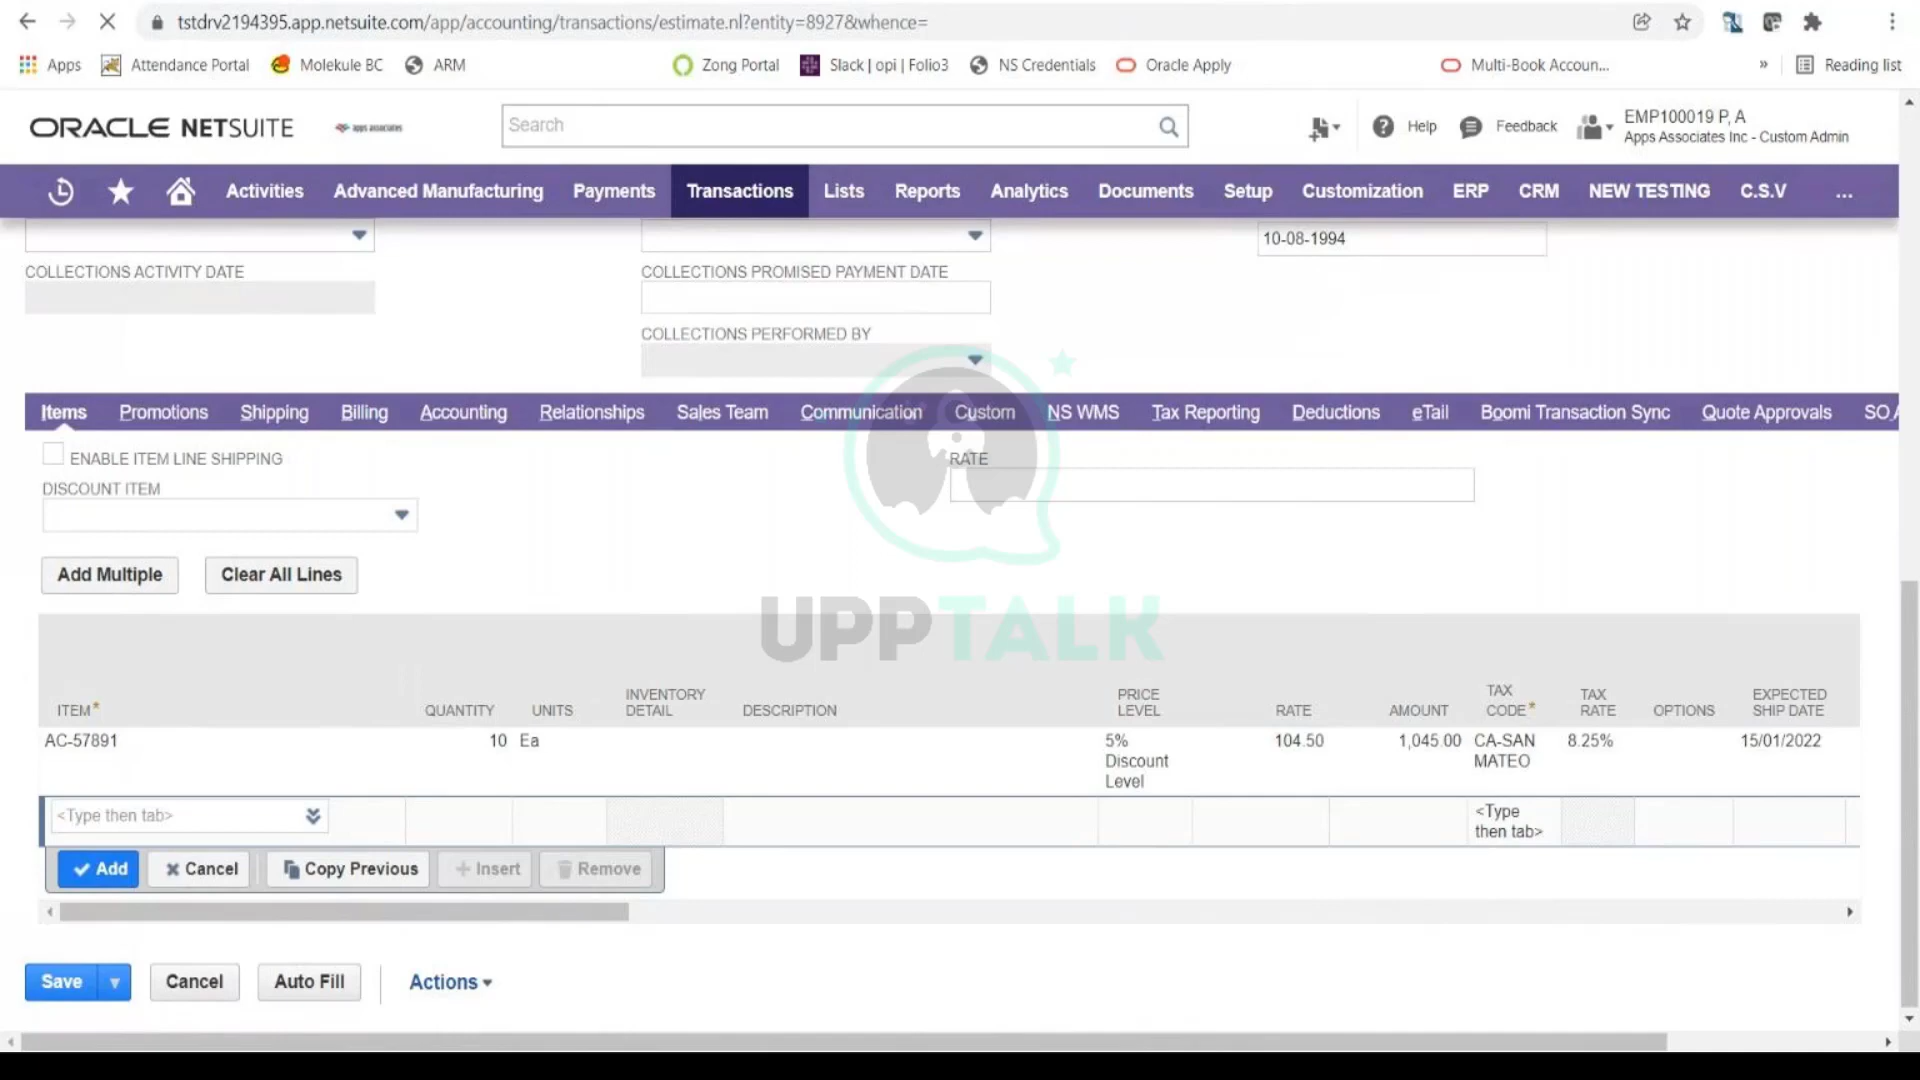 tstdrv2194395.app.netsuite.com/app/accounting/transactions/estimate.nl?entity=8927&whence=
Apps Attendance Portal Molekule BC ARM Zong Portal Slack | opi | Folio3 NS Credentials Oracle Apply Multi-Book Accoun... » Reading list
ORACLE NETSUITE apps associates Search Help Feedback EMP100019 P, A
Apps Associates Inc - Custom Admin
Activities Advanced Manufacturing Payments Transactions Lists Reports Analytics Documents Setup Customization ERP CRM NEW TESTING C.S.V ...
10-08-1994
COLLECTIONS ACTIVITY DATE COLLECTIONS PROMISED PAYMENT DATE
COLLECTIONS PERFORMED BY
Items Promotions Shipping Billing Accounting Relationships Sales Team Communication Custom NS WMS Tax Reporting Deductions eTail Boomi Transaction Sync Quote Approvals SO A
ENABLE ITEM LINE SHIPPING RATE
DISCOUNT ITEM
Add Multiple Clear All Lines
UPPTALK
ITEM* QUANTITY UNITS INVENTORY DETAIL DESCRIPTION PRICE LEVEL RATE AMOUNT TAX CODE* TAX RATE OPTIONS EXPECTED SHIP DATE
AC-57891 10 Ea 5% Discount Level 104.50 1,045.00 CA-SAN MATEO 8.25% 15/01/2022
<Type then tab> <Type then tab>
Add Cancel Copy Previous Insert Remove
Save Cancel Auto Fill Actions